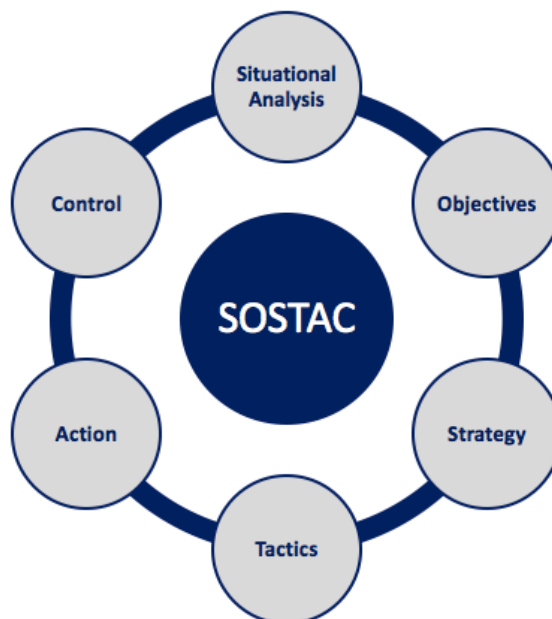 Situational
Analysis
Objectives
Strategy
Tactics
Action
Control
SOSTAC